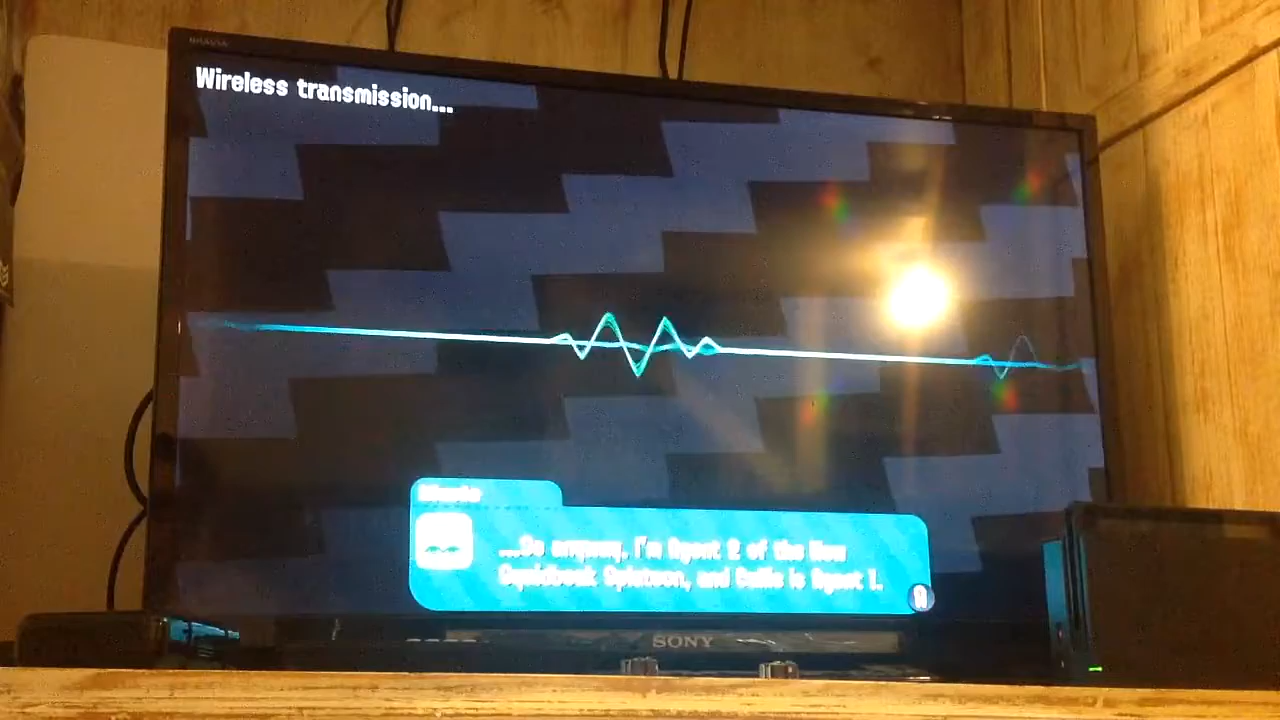 Wireless transmission...
...So anyway, I'm Agent 2 of the New
Squidbeak Splatoon, and Callie is Agent 1.
A
SONY